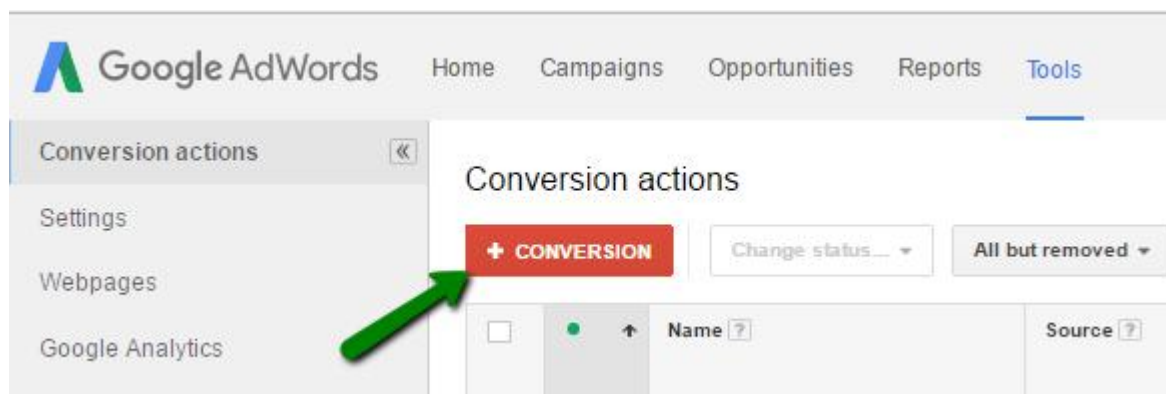 Google AdWords Home Campaigns Opportunities Reports Tools
Conversion actions
Settings
Webpages
Google Analytics
Conversion actions
+ CONVERSION Change status... All but removed
Name ? Source ?